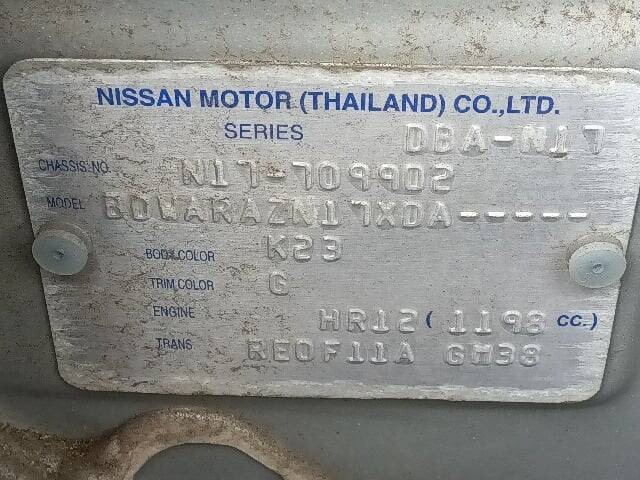 NISSAN MOTOR (THAILAND) CO.,LTD.
SERIES DBA-N17
CHASSIS NO. N17-709902
MODEL BDWARAZN17XDA-----
BODY COLOR K23
TRIM COLOR G
ENGINE HR12 ( 1198 CC.)
TRANS RE0F11A GH38